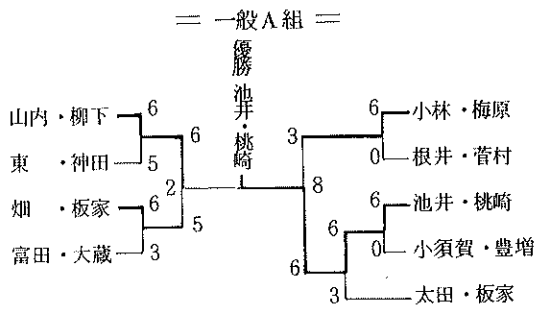 ＝ 一般A組 ＝
優勝 池井・桃崎
山内・柳下 6
6
東・神田 5
2
畑・板家 6
5
富田・大蔵 3
6 小林・梅原
3
0 根井・菅村
8
6 池井・桃崎
6
0 小須賀・豊増
6
3 太田・板家